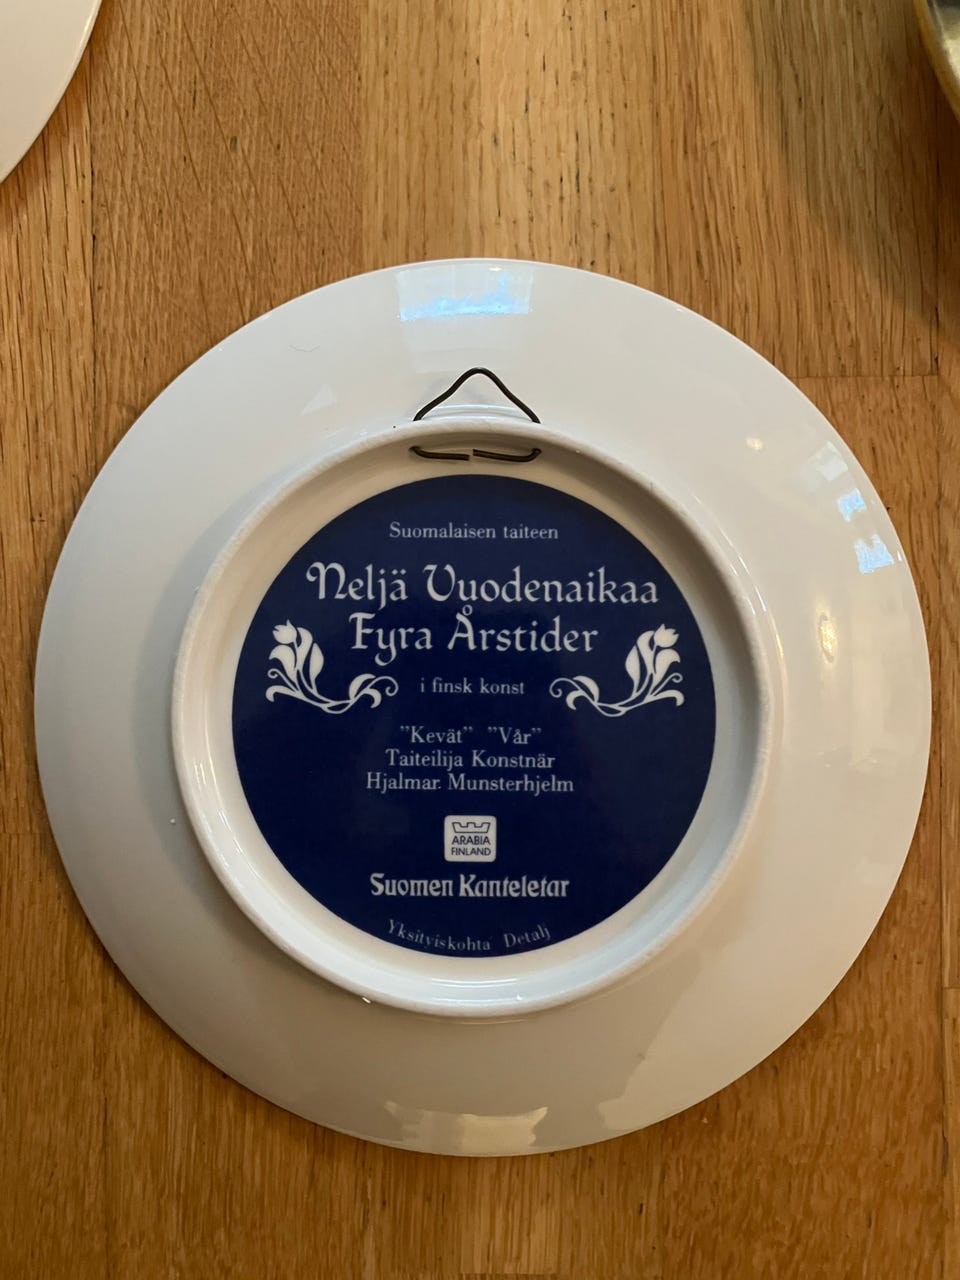 Suomalaisen taiteen
Neljä Vuodenaikaa
Fyra Årstider
i finsk konst
"Kevät" "Vår"
Taiteilija Konstnär
Hjalmar Munsterhjelm
ARABIA
FINLAND
Suomen Kanteletar
Yksityiskohta Detalj